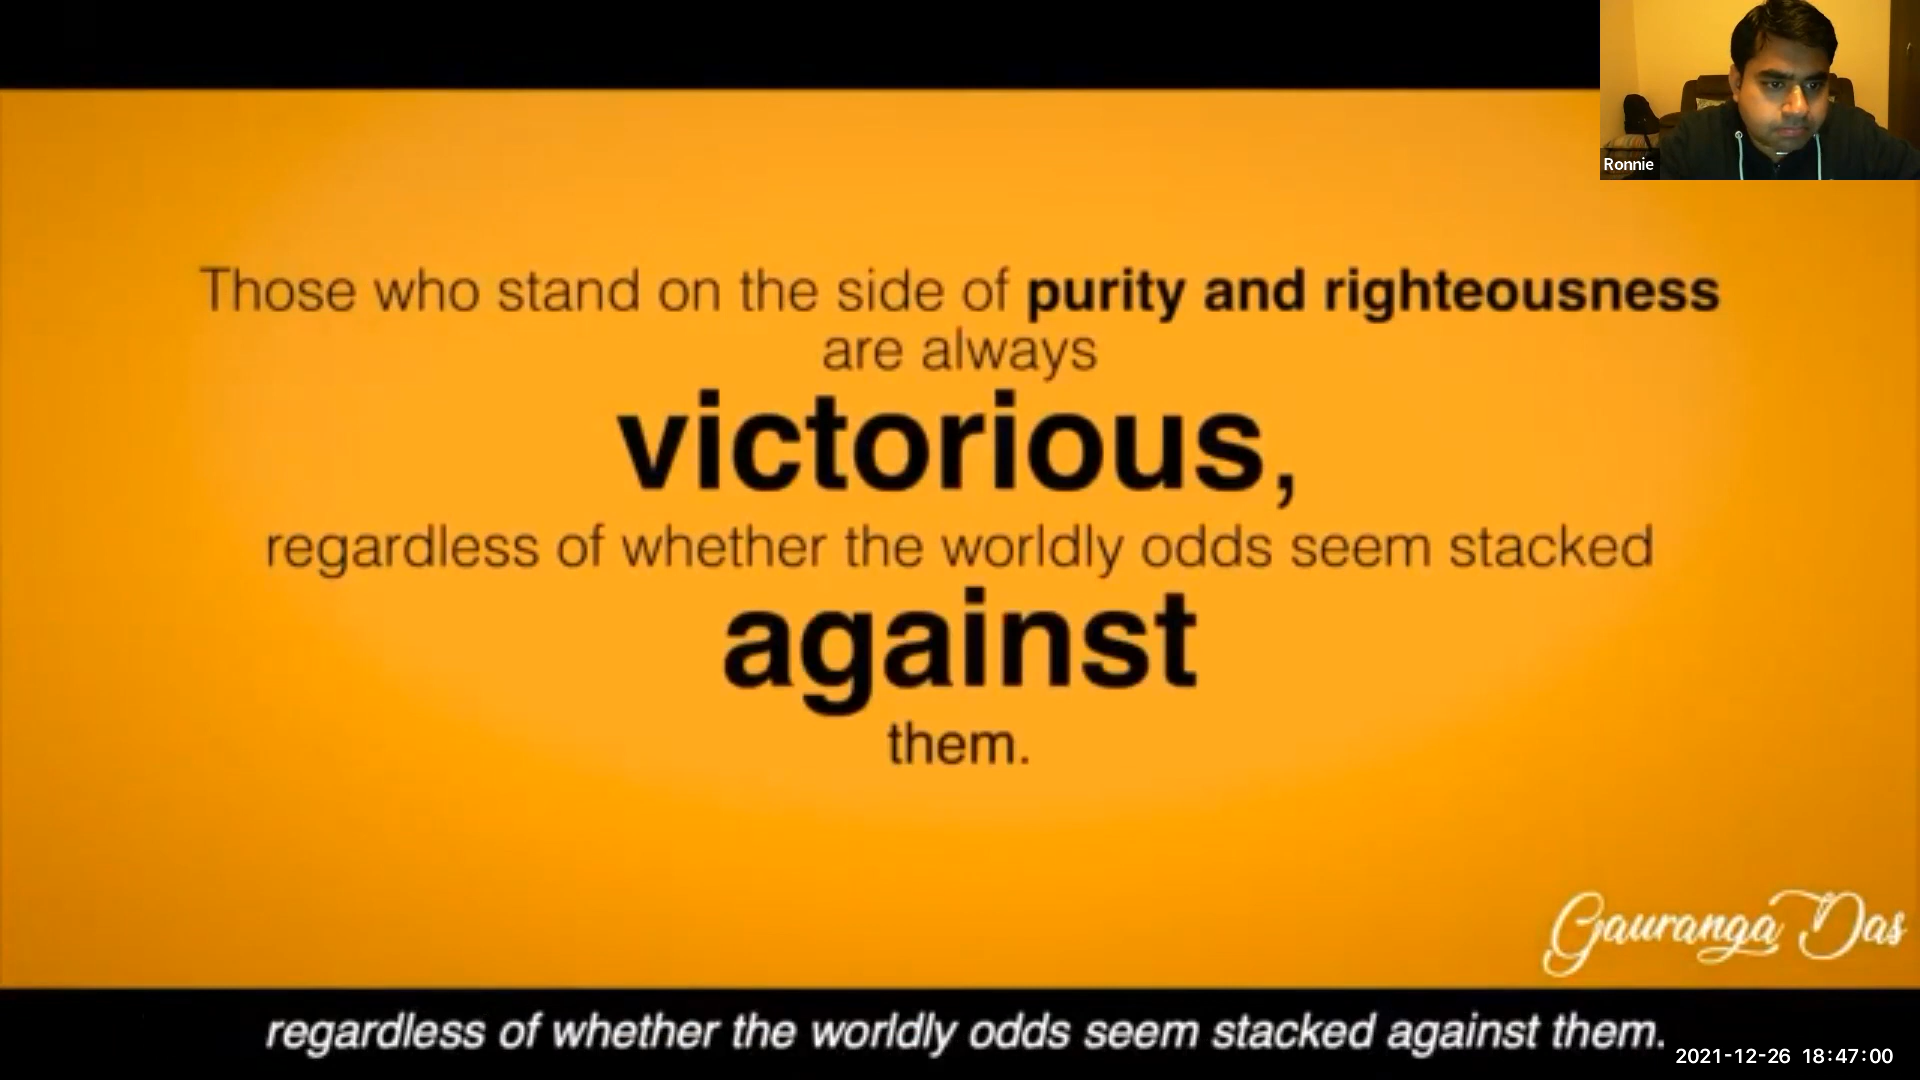 Ronnie
Those who stand on the side of purity and righteousness
are always
victorious,
regardless of whether the worldly odds seem stacked
against
them.
Gauranga Das
regardless of whether the worldly odds seem stacked against them.
2021-12-26 18:47:00